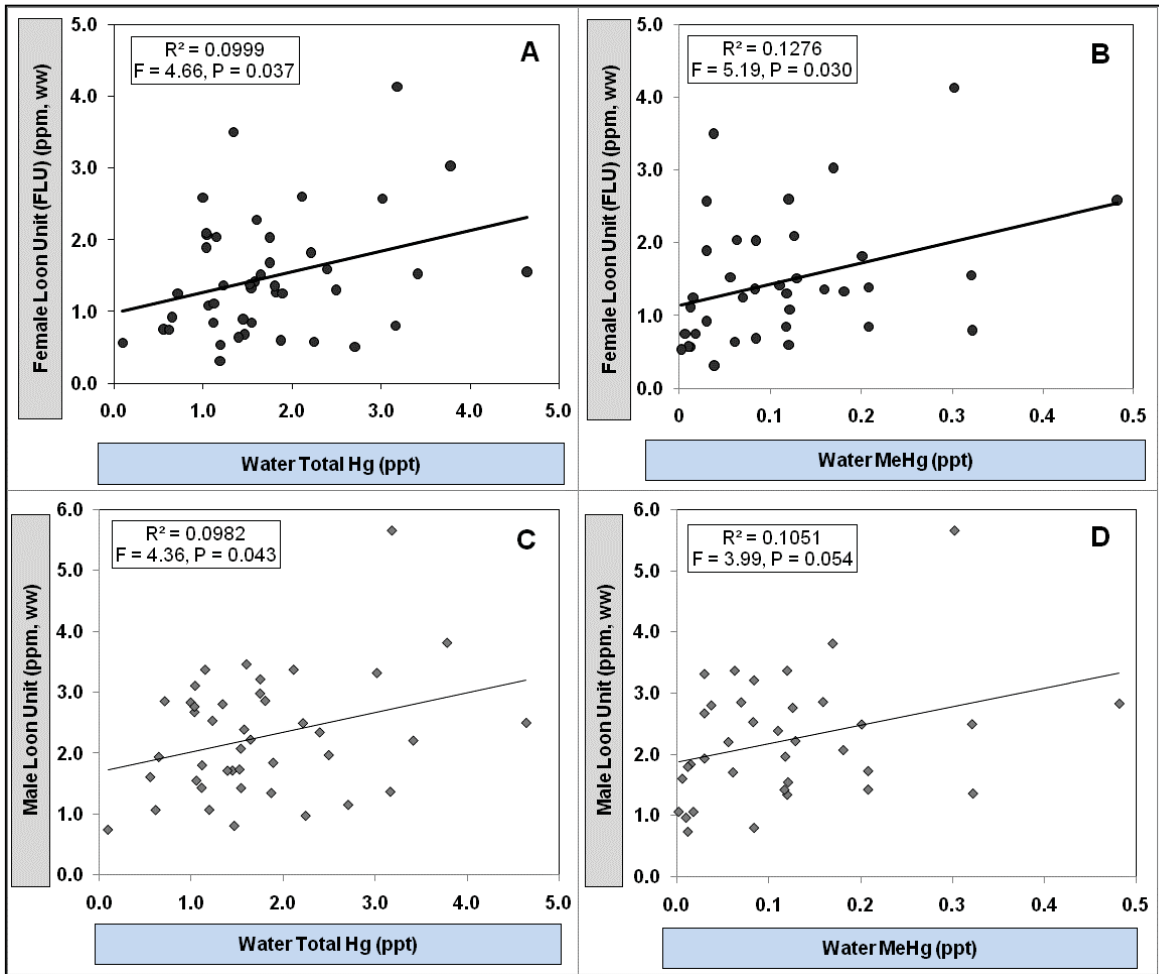 R² = 0.0999
F = 4.66, P = 0.037
A
Female Loon Unit (FLU) (ppm, ww)
5.0
4.0
3.0
2.0
1.0
0.0
0.0 1.0 2.0 3.0 4.0 5.0
Water Total Hg (ppt)
R² = 0.1276
F = 5.19, P = 0.030
B
Female Loon Unit (FLU) (ppm, ww)
5.0
4.0
3.0
2.0
1.0
0.0
0 0.1 0.2 0.3 0.4 0.5
Water MeHg (ppt)
R² = 0.0982
F = 4.36, P = 0.043
C
Male Loon Unit (ppm, ww)
6.0
5.0
4.0
3.0
2.0
1.0
0.0
0.0 1.0 2.0 3.0 4.0 5.0
Water Total Hg (ppt)
R² = 0.1051
F = 3.99, P = 0.054
D
Male Loon Unit (ppm, ww)
6.0
5.0
4.0
3.0
2.0
1.0
0.0
0.0 0.1 0.2 0.3 0.4 0.5
Water MeHg (ppt)